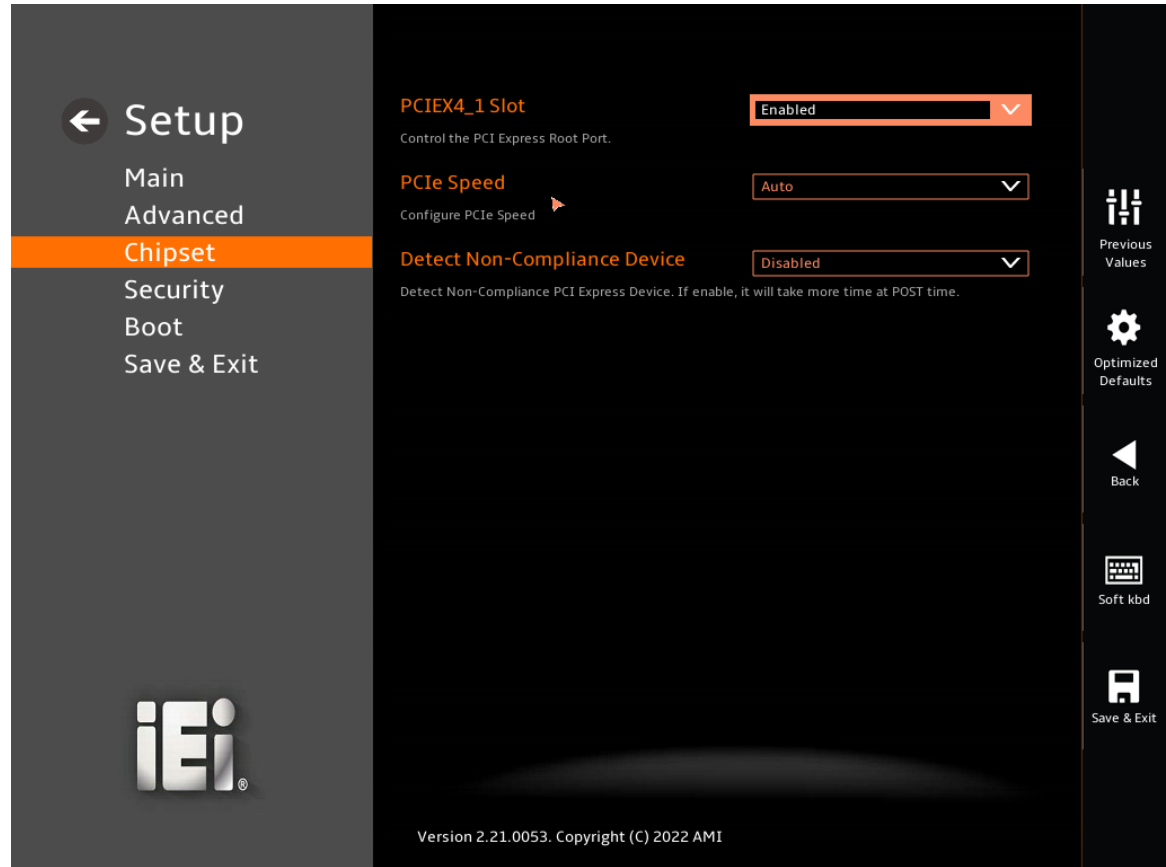 Setup
Main
Advanced
Chipset
Security
Boot
Save & Exit
iEi®
PCIEX4_1 Slot
Enabled
Control the PCI Express Root Port.
PCIe Speed
Auto
Configure PCIe Speed
Detect Non-Compliance Device
Disabled
Detect Non-Compliance PCI Express Device. If enable, it will take more time at POST time.
Version 2.21.0053. Copyright (C) 2022 AMI
Previous
Values
Optimized
Defaults
Back
Soft kbd
Save & Exit